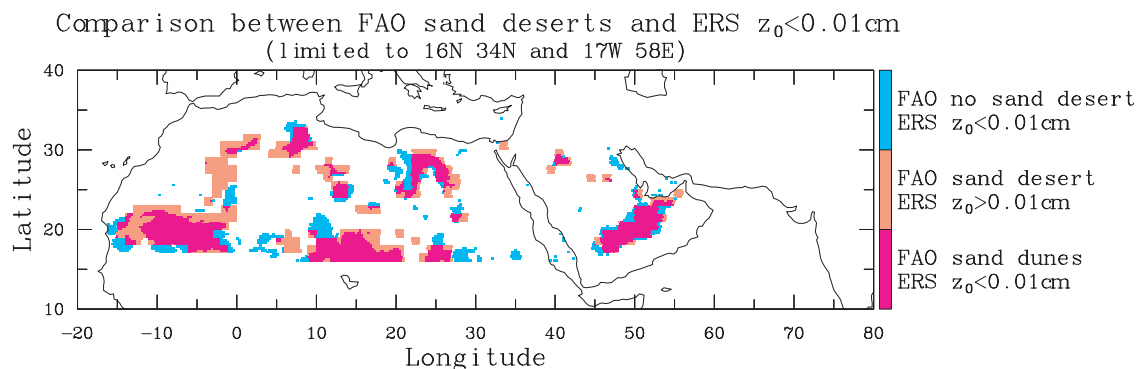 Comparison between FAO sand deserts and ERS z₀<0.01cm
(limited to 16N 34N and 17W 58E)
40
30
20
10
Latitude
-20 -10 0 10 20 30 40 50 60 70 80
Longitude
FAO no sand desert
ERS z₀<0.01cm
FAO sand desert
ERS z₀>0.01cm
FAO sand dunes
ERS z₀<0.01cm